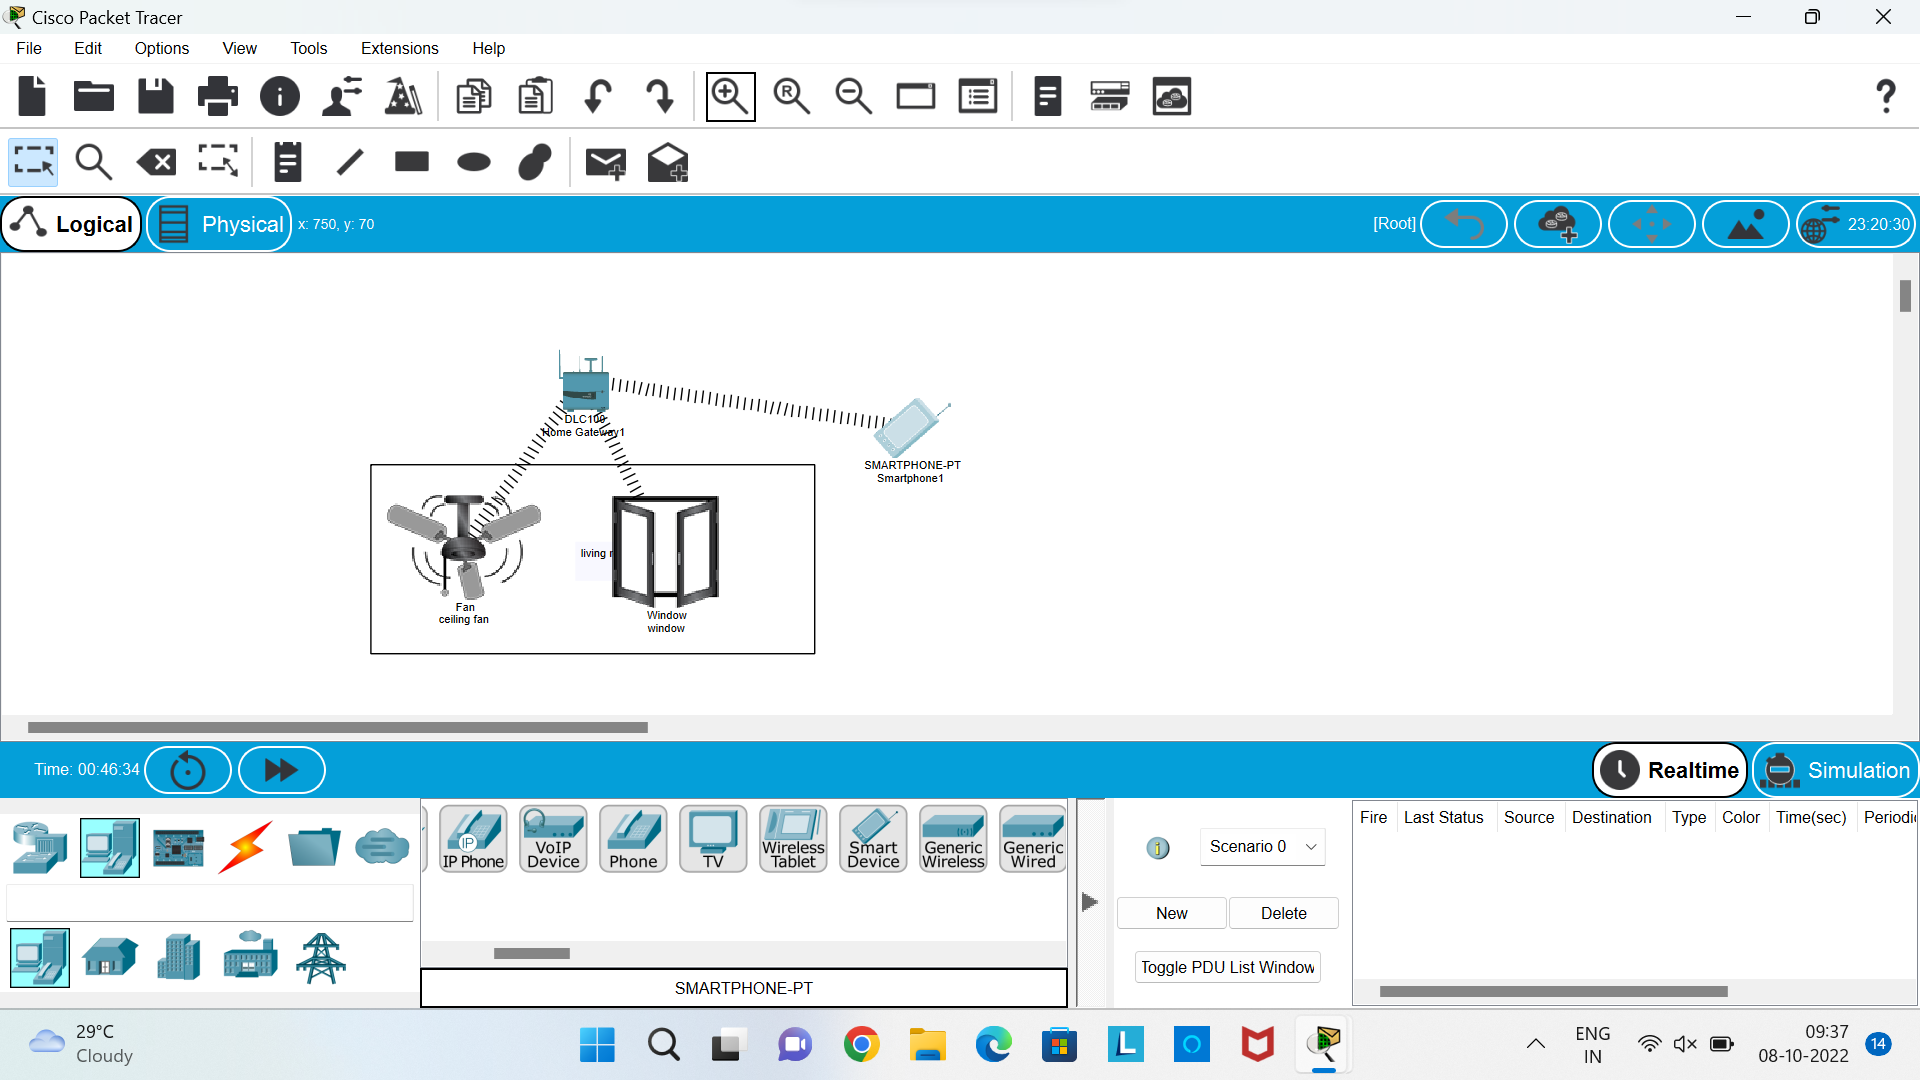 Cisco Packet Tracer
File Edit Options View Tools Extensions Help
Logical Physical x: 750, y: 70 [Root] 23:20:30
DLC100
Home Gateway1
SMARTPHONE-PT
Smartphone1
living
Fan
ceiling fan
Window
window
Time: 00:46:34 Realtime Simulation
IP
IP Phone VoIP Device Phone TV Wireless Tablet Smart Device Generic Wireless Generic Wired
SMARTPHONE-PT
Scenario 0
New Delete
Toggle PDU List Window
Fire Last Status Source Destination Type Color Time(sec) Periodi
29°C
Cloudy
ENG
IN
09:37
08-10-2022
14